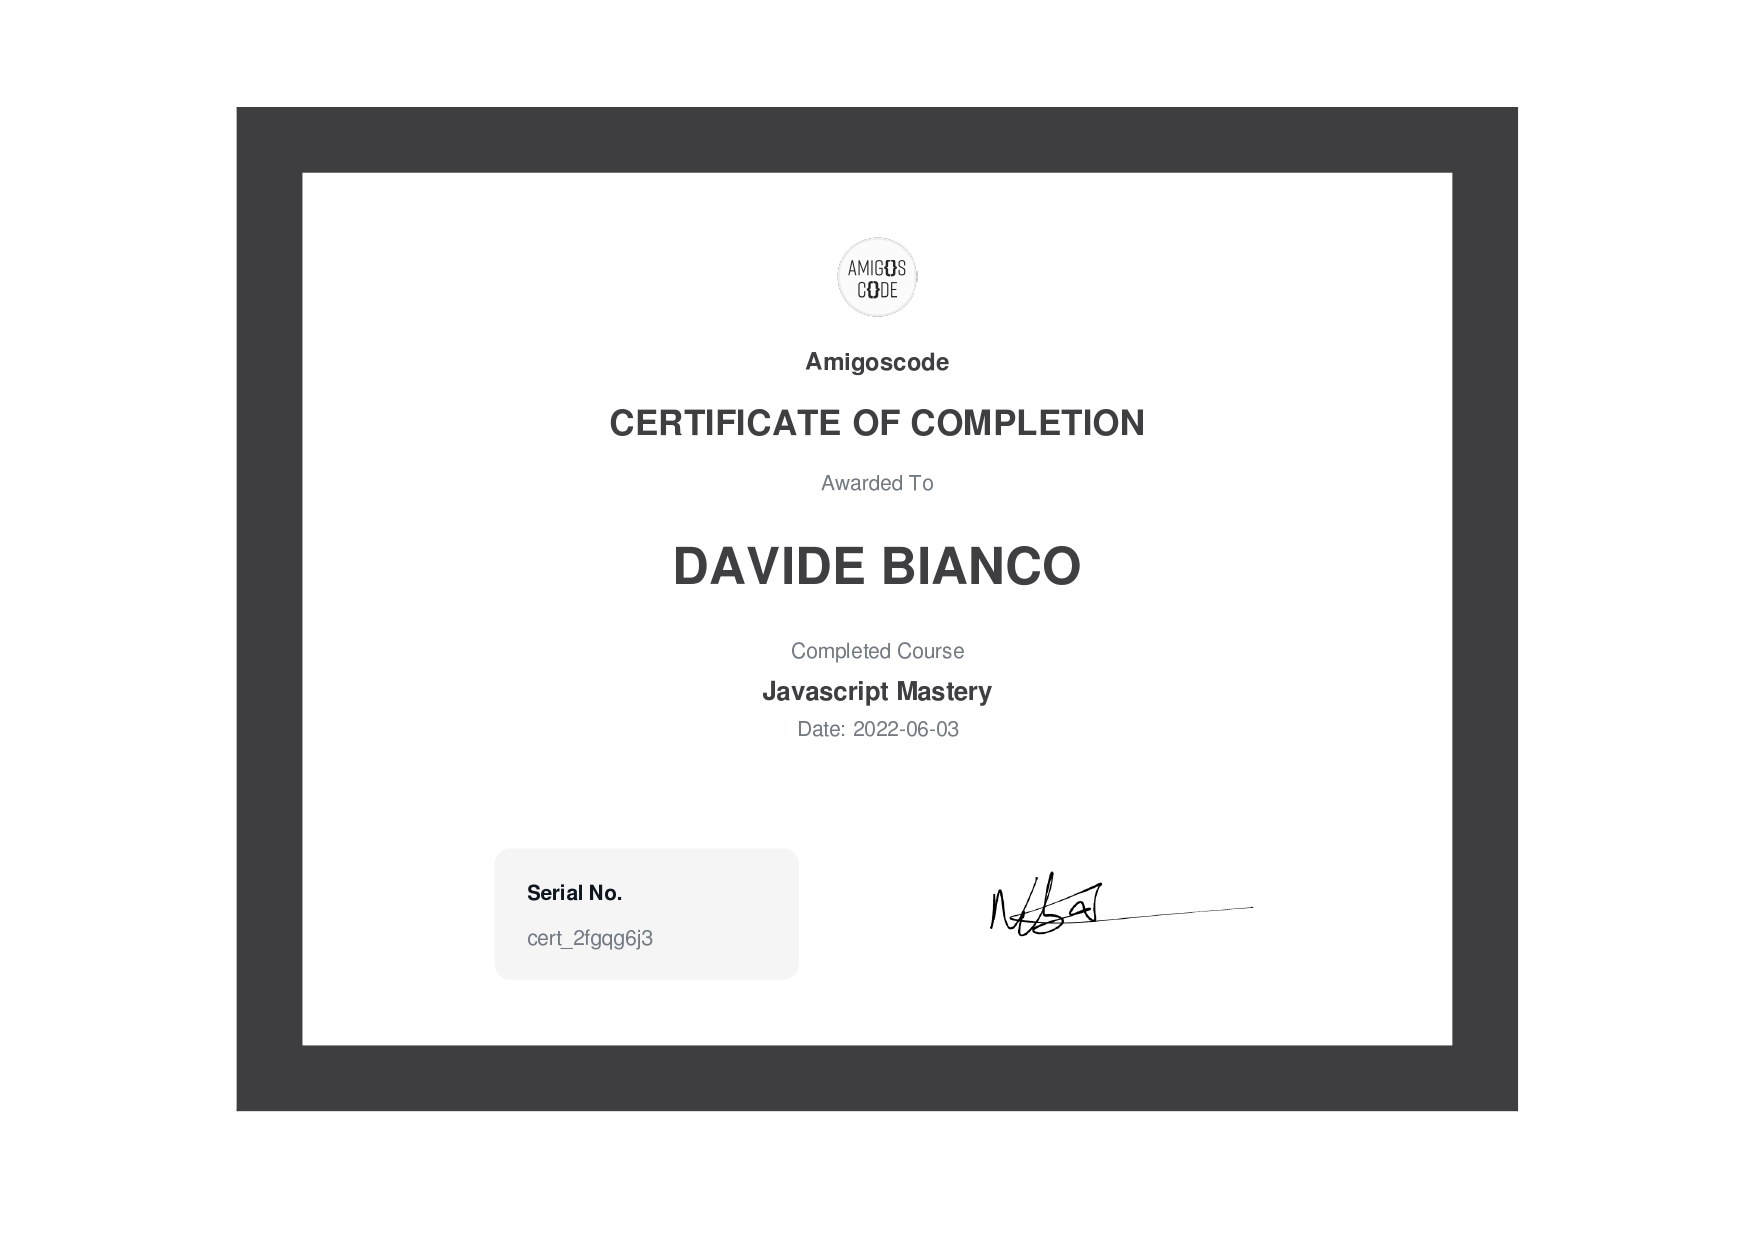 AMIGOS
CODE
Amigoscode
CERTIFICATE OF COMPLETION
Awarded To
DAVIDE BIANCO
Completed Course
Javascript Mastery
Date: 2022-06-03
Serial No.
cert_2fgqg6j3